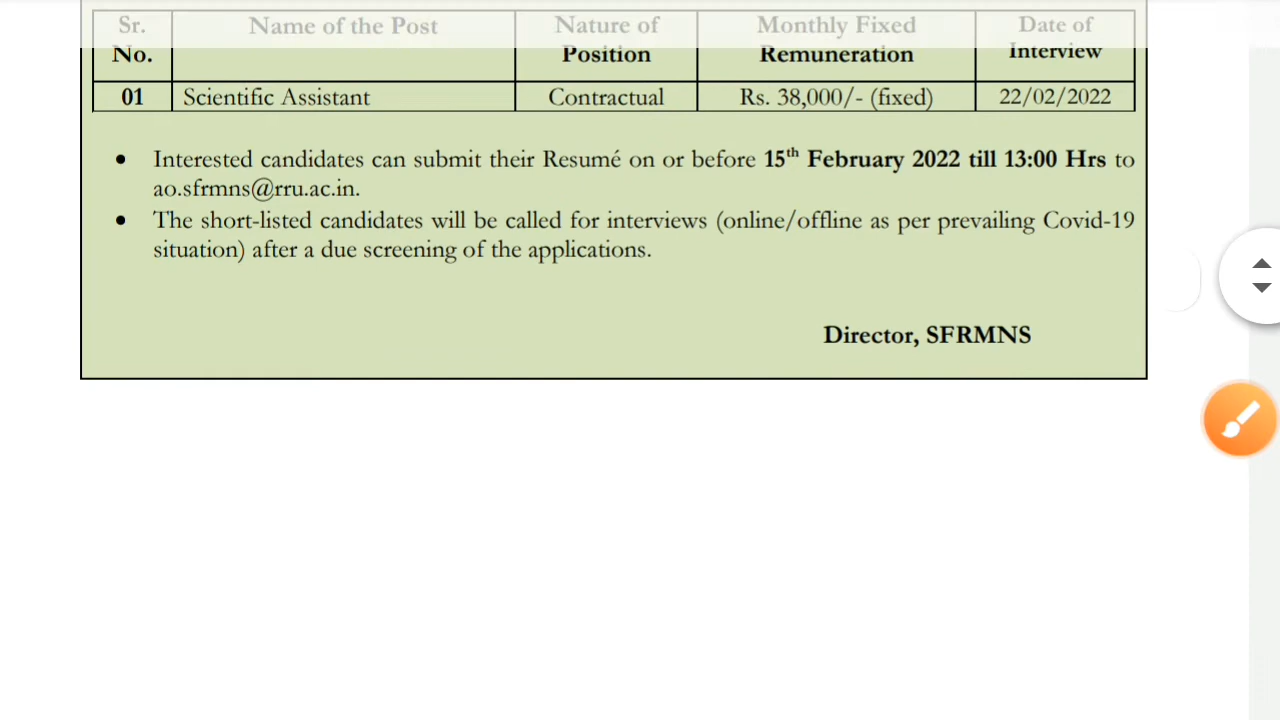 Sr. Name of the Post Nature of Monthly Fixed Date of
No. Position Remuneration Interview
01 Scientific Assistant Contractual Rs. 38,000/- (fixed) 22/02/2022
• Interested candidates can submit their Resumé on or before 15th February 2022 till 13:00 Hrs to
ao.sfrmns@rru.ac.in.
• The short-listed candidates will be called for interviews (online/offline as per prevailing Covid-19
situation) after a due screening of the applications.
Director, SFRMNS